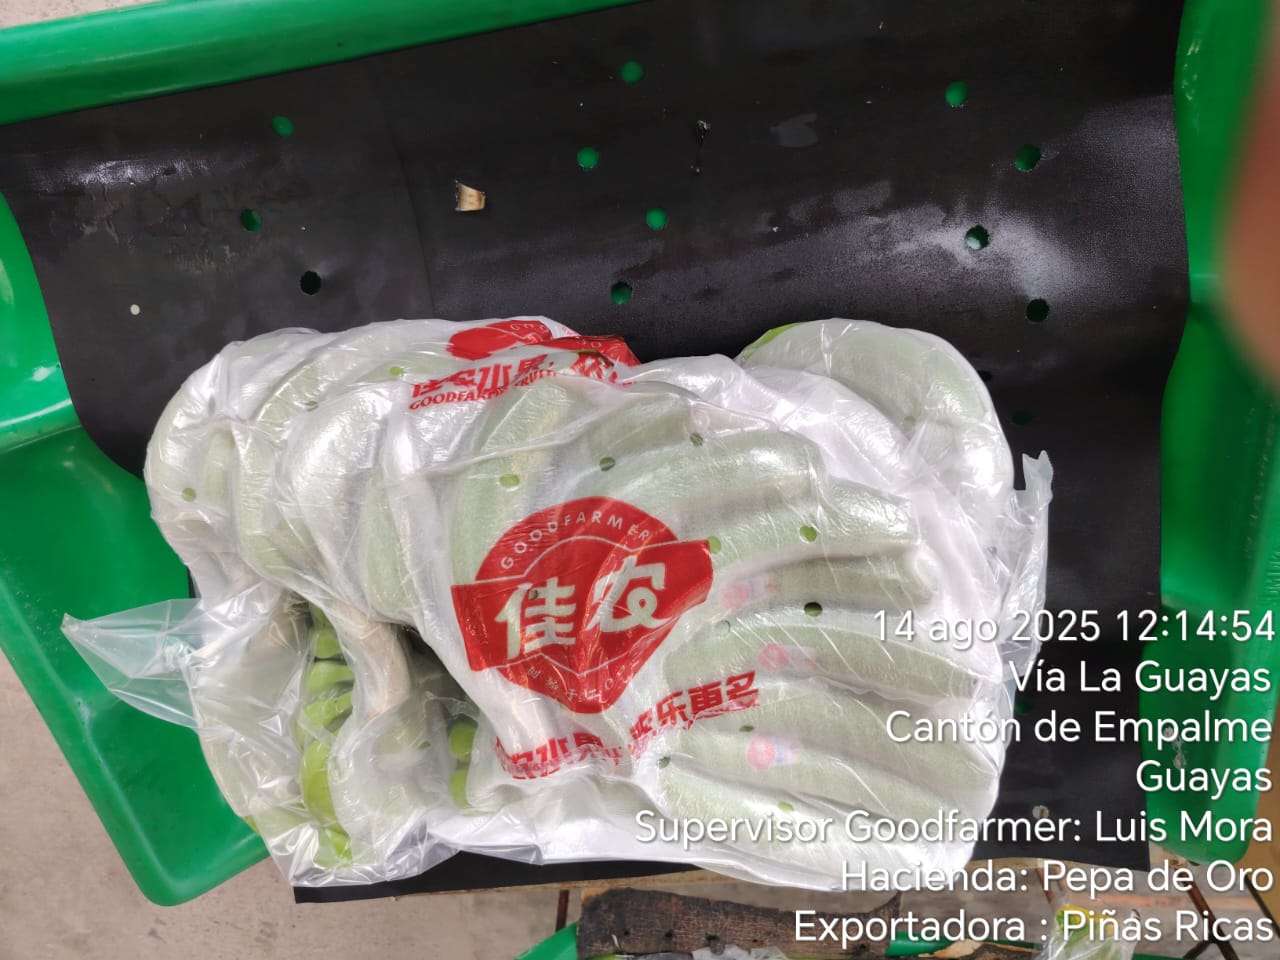 GOODFARMER
佳农
14 ago 2025 12:14:54
Vía La Guayas
Cantón de Empalme
Guayas
Supervisor Goodfarmer: Luis Mora
Hacienda: Pepa de Oro
Exportadora : Piñas Ricas